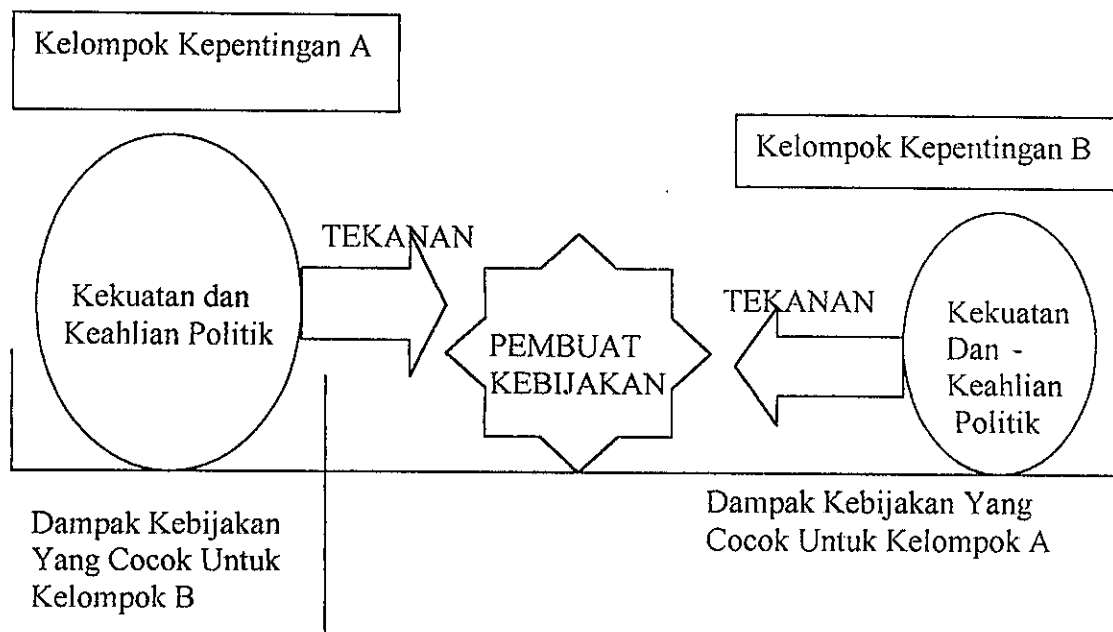 Kelompok Kepentingan A
Kelompok Kepentingan B
TEKANAN
Kekuatan dan
Keahlian Politik
PEMBUAT
KEBIJAKAN
TEKANAN
Kekuatan
Dan -
Keahlian
Politik
Dampak Kebijakan
Yang Cocok Untuk
Kelompok B
Dampak Kebijakan Yang
Cocok Untuk Kelompok A